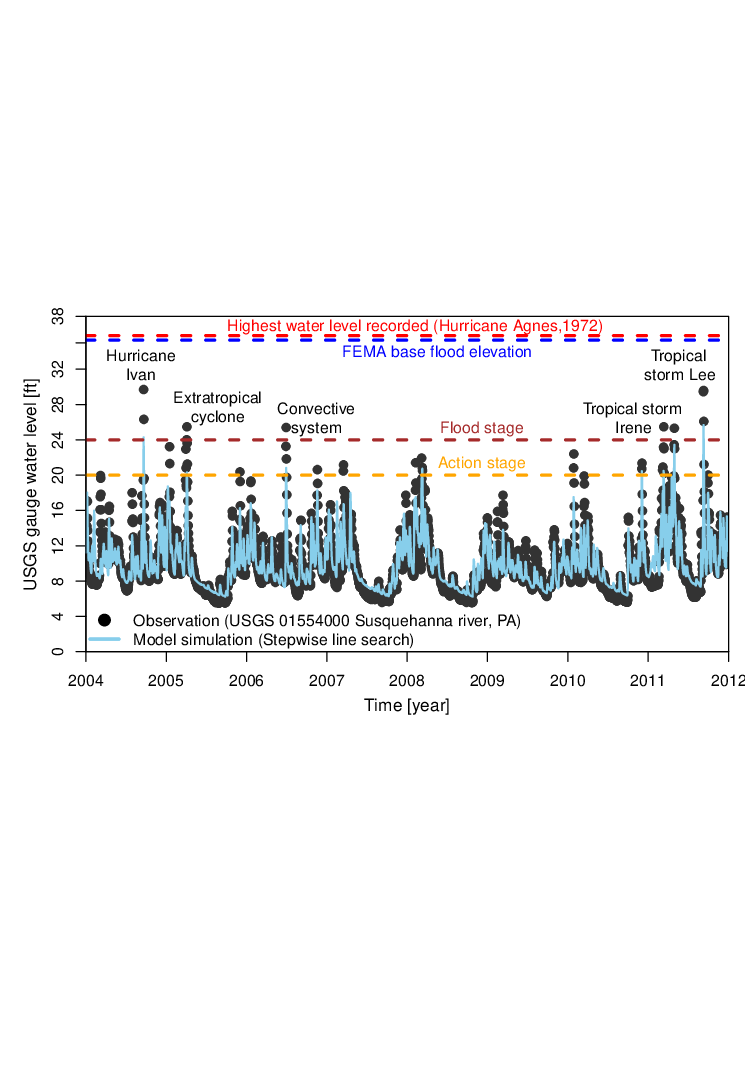 Highest water level recorded (Hurricane Agnes,1972)
FEMA base flood elevation
Hurricane
Ivan
Extratropical
cyclone
Convective
system
Tropical storm
Irene
Tropical
storm Lee
Flood stage
Action stage
USGS gauge water level [ft]
38
32
28
24
20
16
12
8
4
0
Observation (USGS 01554000 Susquehanna river, PA)
Model simulation (Stepwise line search)
2004 2005 2006 2007 2008 2009 2010 2011 2012
Time [year]